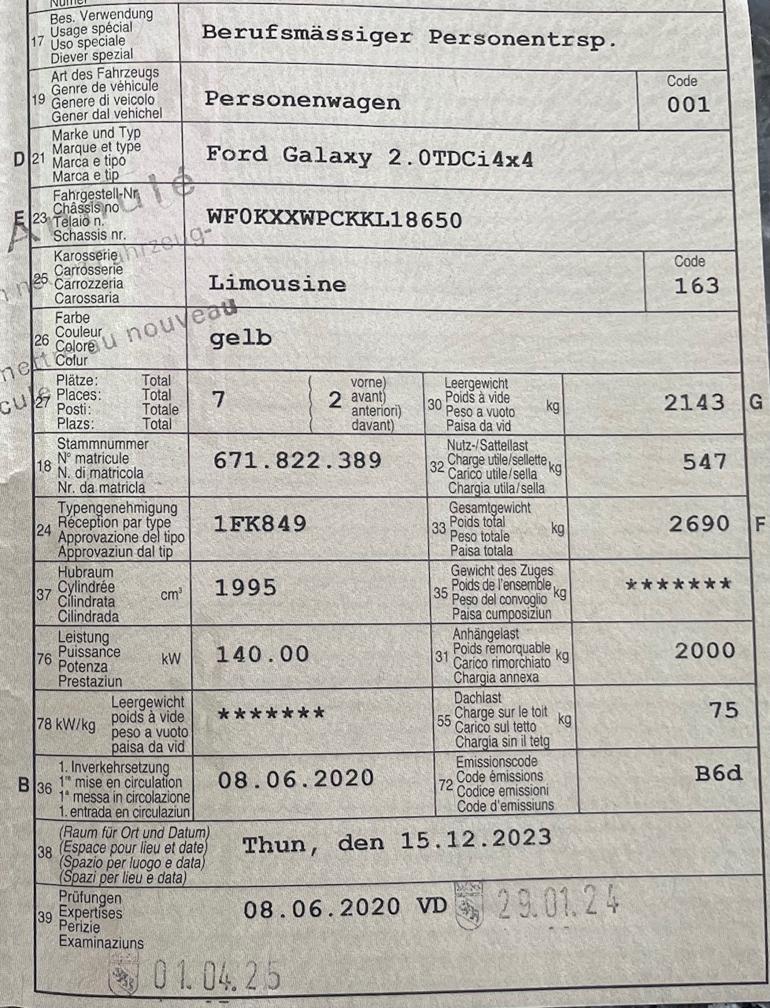 Bes. Verwendung
Usage spécial
17 Uso speciale
Diever spezial
Berufsmässiger Personentrsp.
Art des Fahrzeugs
Genre de véhicule
19 Genere di veicolo
Gener dal vehichel
Personenwagen
Code
001
Marke und Typ
D 21 Marque et type
Marca e tipo
Marca e tip
Ford Galaxy 2.0TDCi4x4
Fahrgestell-Nr.
E 23 Châssis no
Telaio n.
Schassis nr.
WF0KXXWPCKKL18650
Karosserie
25 Carrosserie
Carrozzeria
Carossaria
Limousine
Code
163
Farbe
26 Couleur
Colore
Colur
gelb
au nouveau
Plätze: Total
27 Places: Total
Posti: Totale
Plazs: Total
7
2
vorne)
avant)
anteriori)
davant)
Leergewicht
30 Poids à vide kg
Peso a vuoto
Paisa da vid
2143 G
Stammnummer
18 N° matricule
N. di matricola
Nr. da matricla
671.822.389
Nutz-/Sattellast
32 Charge utile/sellette kg
Carico utile/sella
Chargia utila/sella
547
Typengenehmigung
24 Réception par type
Approvazione del tipo
Approvaziun dal tip
1FK849
Gesamtgewicht
33 Poids total kg
Peso totale
Paisa totala
2690 F
Hubraum
37 Cylindrée cm³
Cilindrata
Cilindrada
1995
Gewicht des Zuges
35 Poids de l'ensemble kg
Peso del convoglio
Paisa cumposiziun
*******
Leistung
76 Puissance kW
Potenza
Prestaziun
140.00
Anhängelast
31 Poids remorquable kg
Carico rimorchiato
Chargia annexa
2000
Leergewicht
78 kW/kg poids à vide
peso a vuoto
paisa da vid
*******
Dachlast
55 Charge sur le toit kg
Carico sul tetto
Chargia sin il tetg
75
1. Inverkehrsetzung
B 36 1re mise en circulation
1a messa in circolazione
1. entrada en circulaziun
08.06.2020
Emissionscode
72 Code émissions
Codice emissioni
Code d'emissiuns
B6d
(Raum für Ort und Datum)
38 (Espace pour lieu et date)
(Spazio per luogo e data)
(Spazi per lieu e data)
Thun, den 15.12.2023
Prüfungen
39 Expertises
Perizie
Examinaziuns
08.06.2020 VD 29.01.24
01.04.25